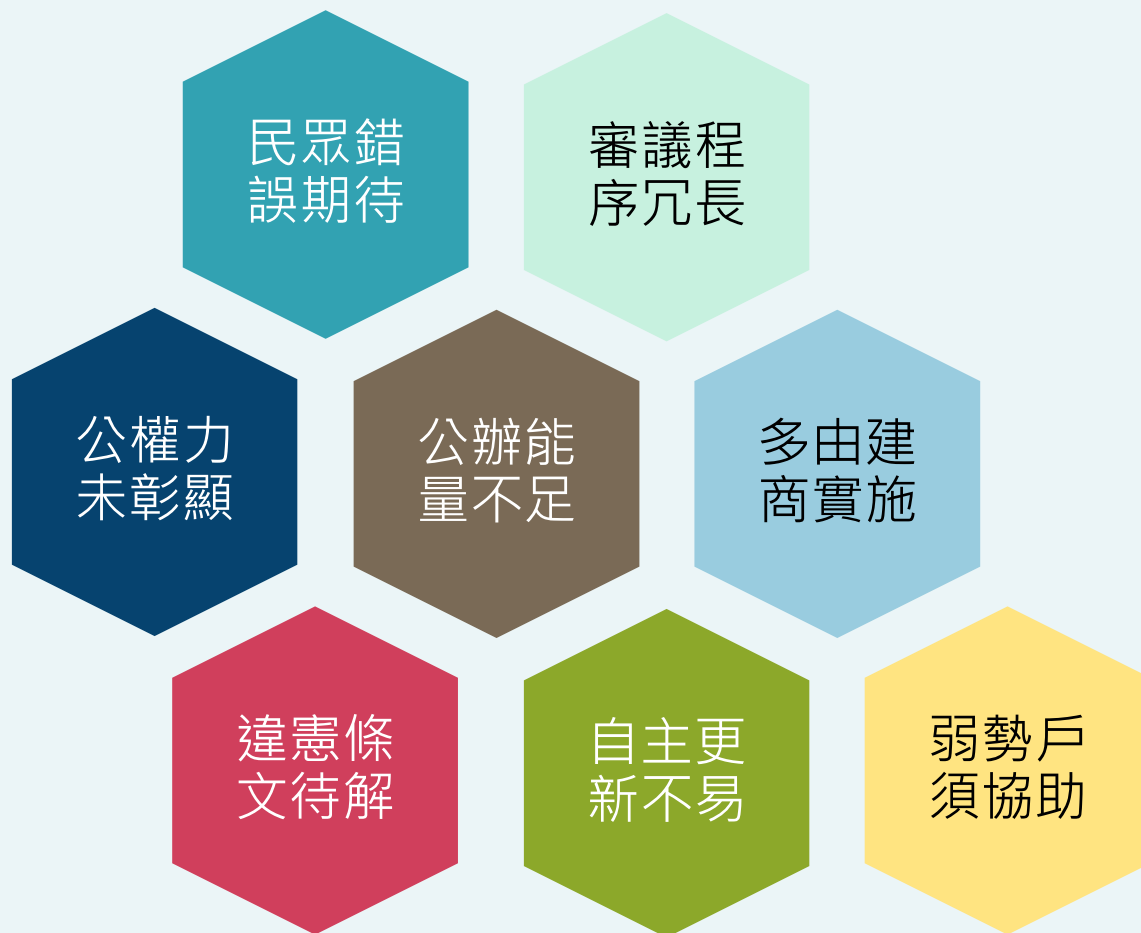 民眾錯
誤期待
審議程
序冗長
公權力
未彰顯
公辦能
量不足
多由建
商實施
違憲條
文待解
自主更
新不易
弱勢戶
須協助